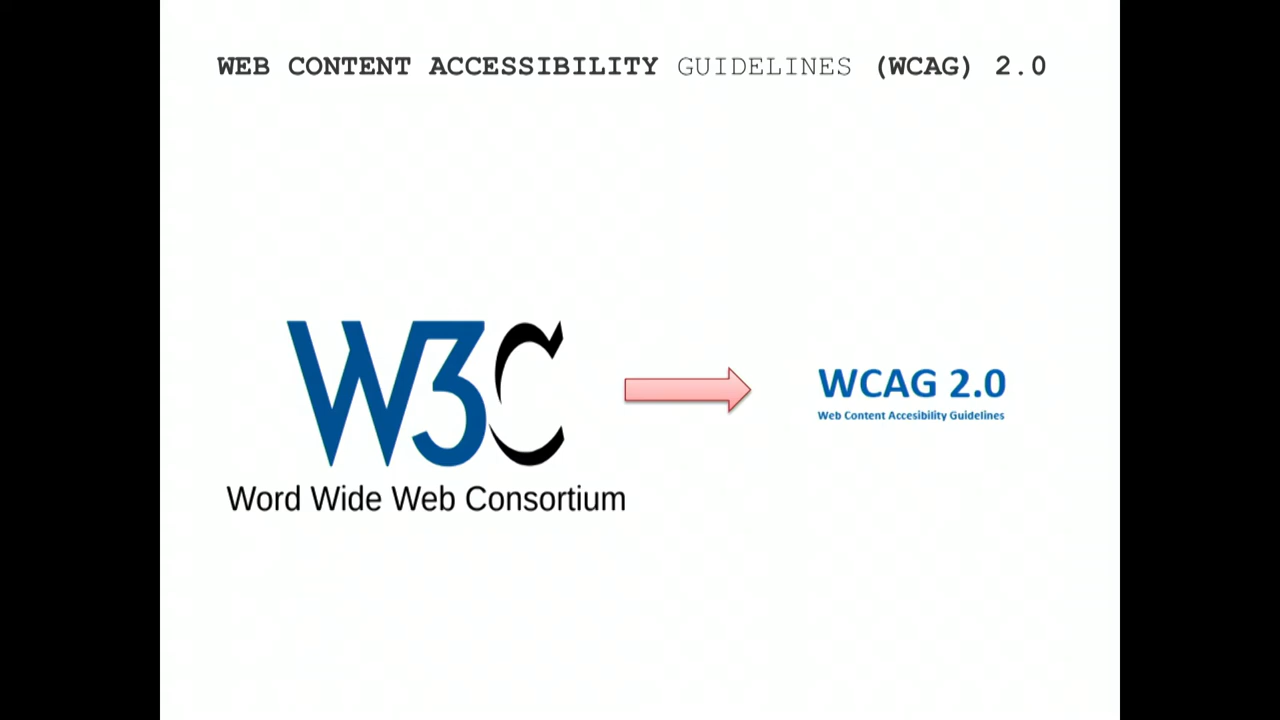 WEB CONTENT ACCESSIBILITY GUIDELINES (WCAG) 2.0
W3C
Word Wide Web Consortium
WCAG 2.0
Web Content Accesibility Guidelines